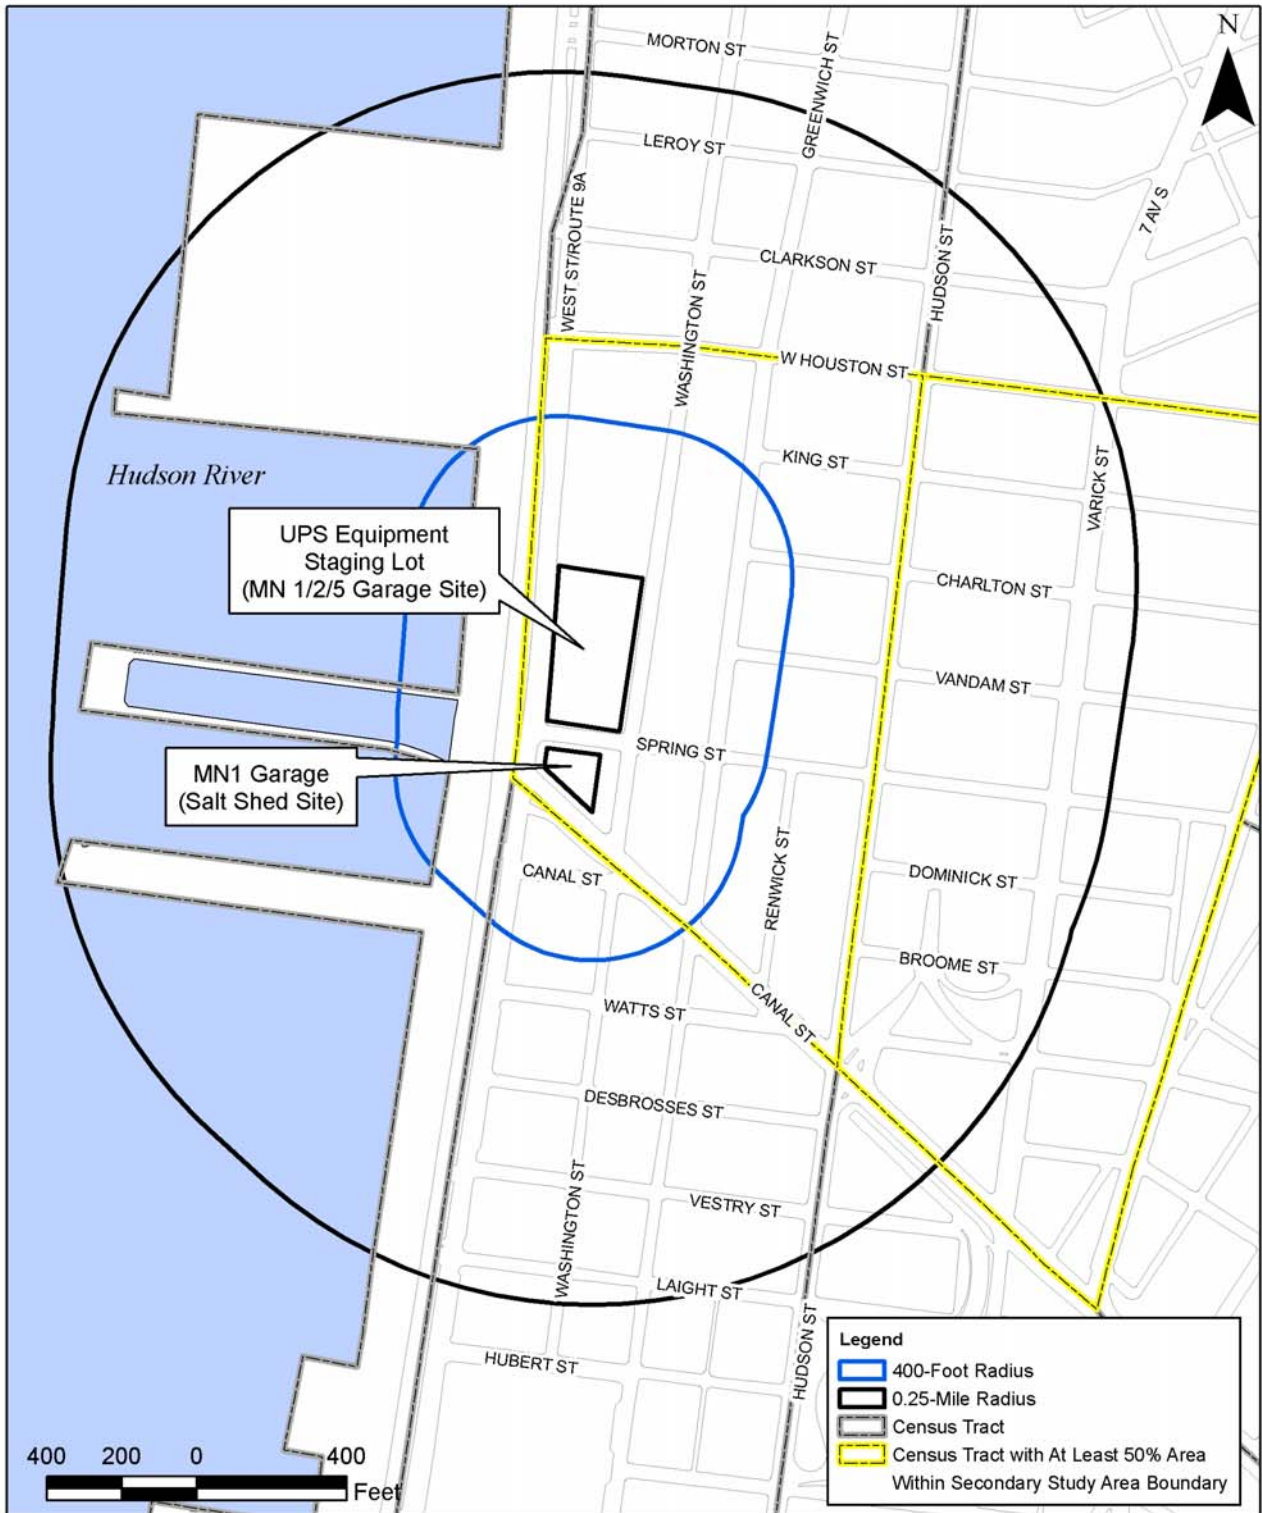 N
MORTON ST
GREENWICH ST
LEROY ST
WEST ST/ROUTE 9A
7 AV S
CLARKSON ST
HUDSON ST
WASHINGTON ST
W HOUSTON ST
KING ST
VARICK ST
Hudson River
UPS Equipment
Staging Lot
(MN 1/2/5 Garage Site)
CHARLTON ST
VANDAM ST
SPRING ST
MN1 Garage
(Salt Shed Site)
RENWICK ST
CANAL ST
DOMINICK ST
BROOME ST
WATTS ST
CANAL ST
DESBROSSES ST
WASHINGTON ST
VESTRY ST
LAIGHT ST
HUBERT ST
HUDSON ST
Legend
400-Foot Radius
0.25-Mile Radius
Census Tract
Census Tract with At Least 50% Area
Within Secondary Study Area Boundary
400 200 0 400
Feet